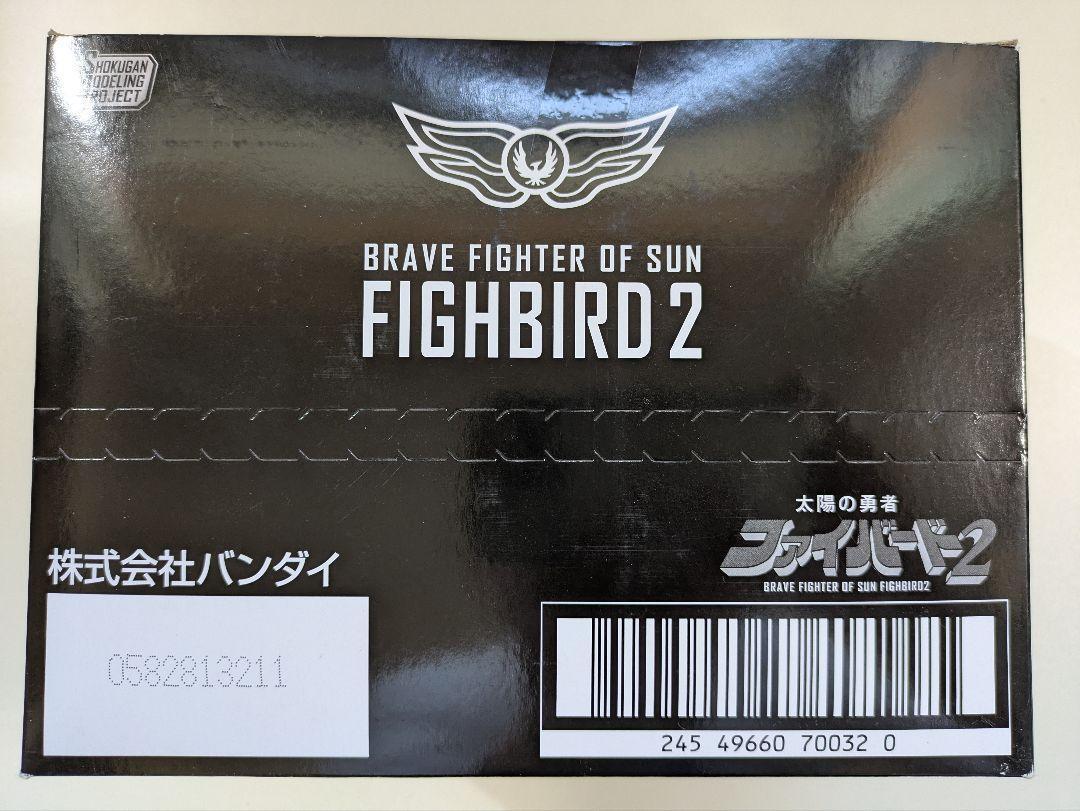 SHOKUGAN
MODELING
PROJECT
BRAVE FIGHTER OF SUN
FIGHBIRD 2
太陽の勇者
ファイバード2
BRAVE FIGHTER OF SUN FIGHBIRD2
株式会社バンダイ
0582813211
245 49660 70032 0